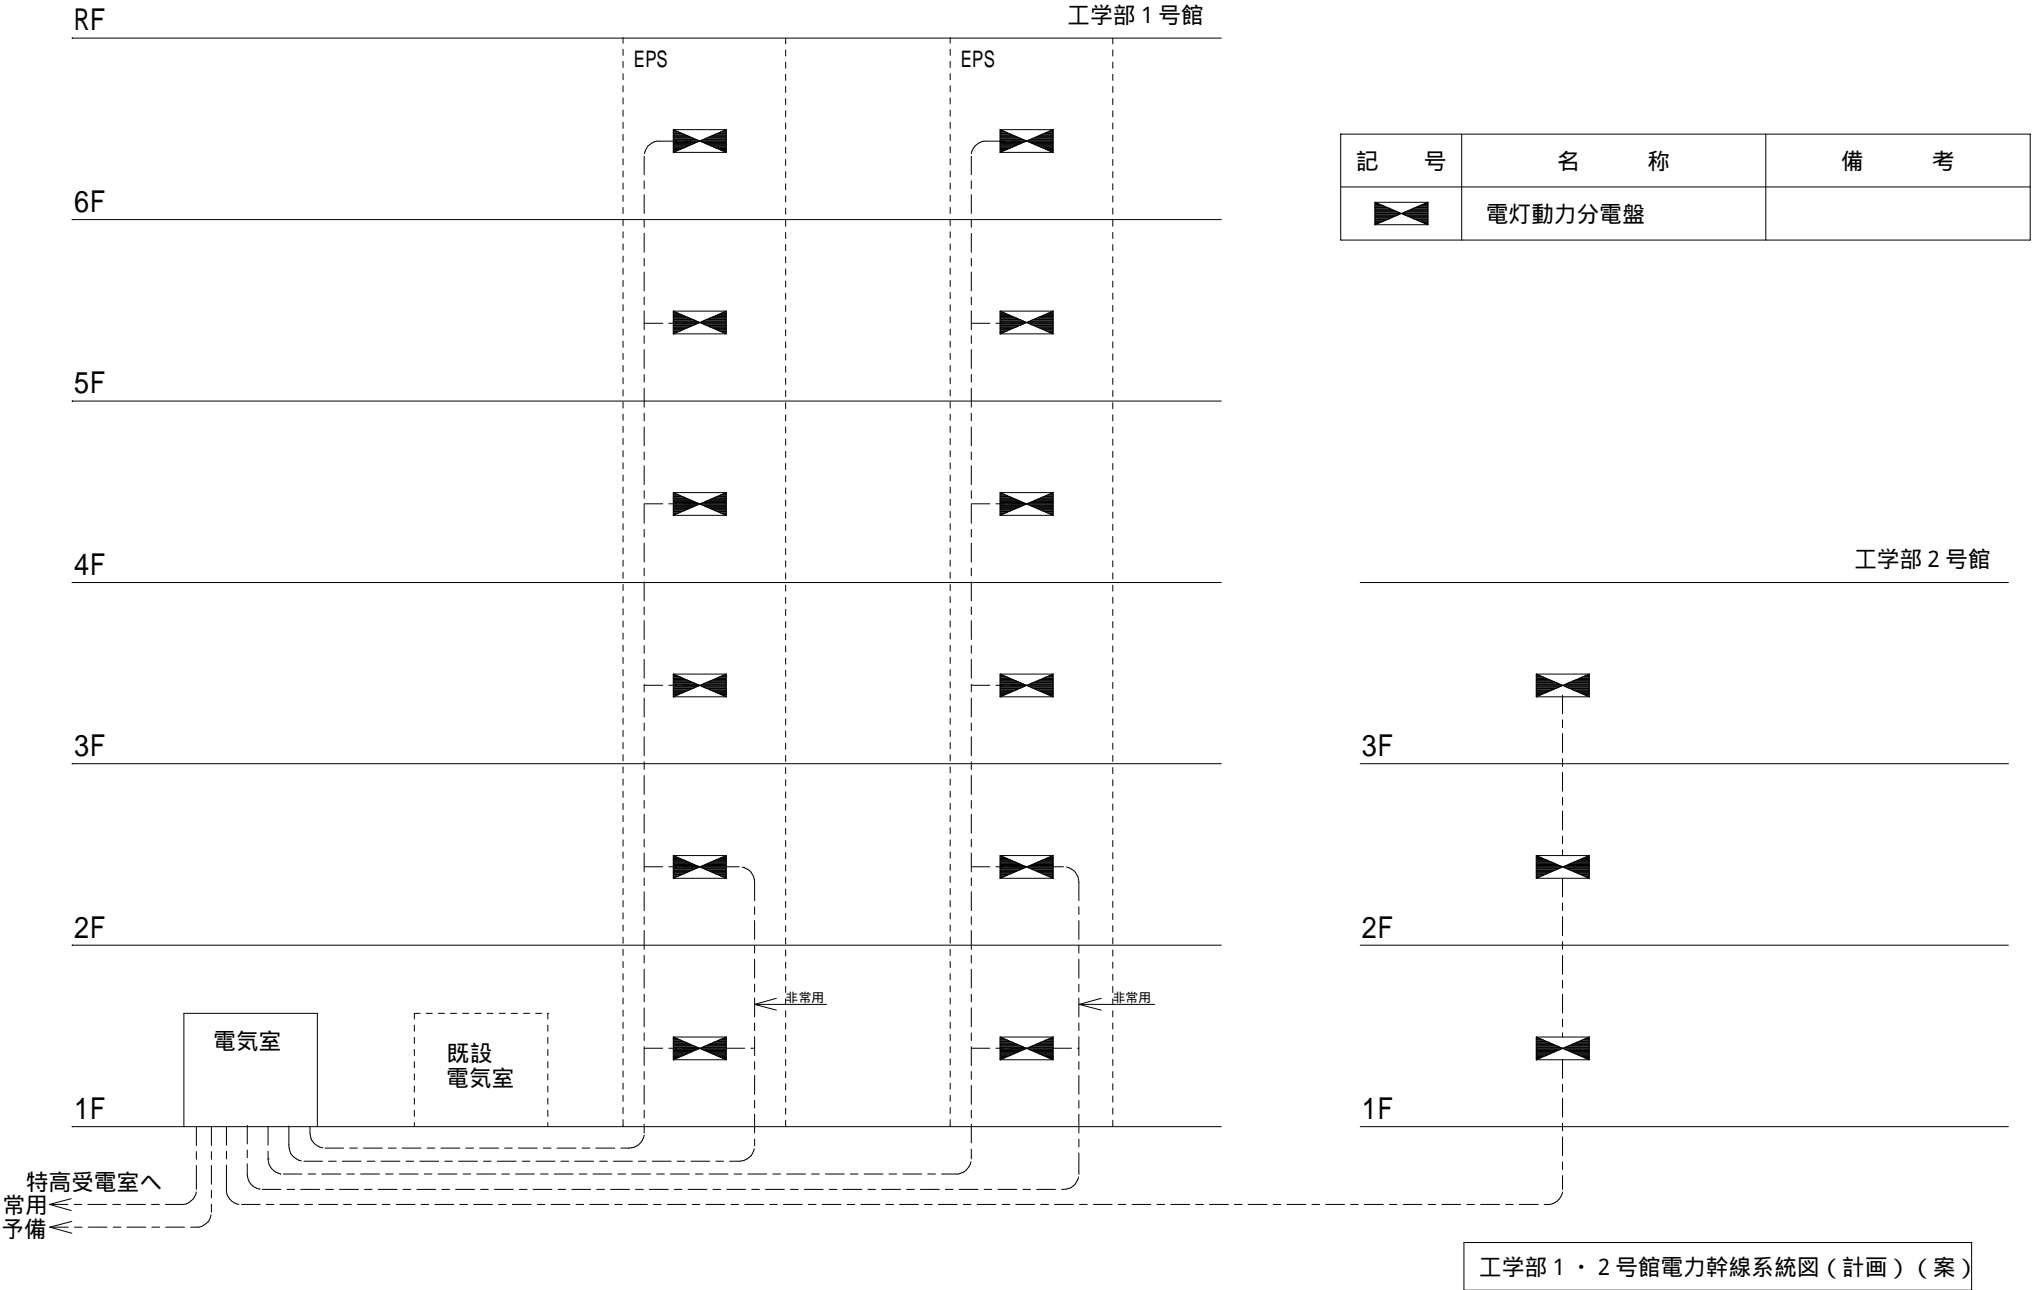 RF
工学部1号館
EPS
EPS
記 号
名 称
備 考
電灯動力分電盤
6F
5F
4F
工学部2号館
3F
3F
2F
2F
非常用
非常用
電気室
既設
電気室
1F
1F
特高受電室へ
常用
予備
工学部1・2号館電力幹線系統図(計画)(案)